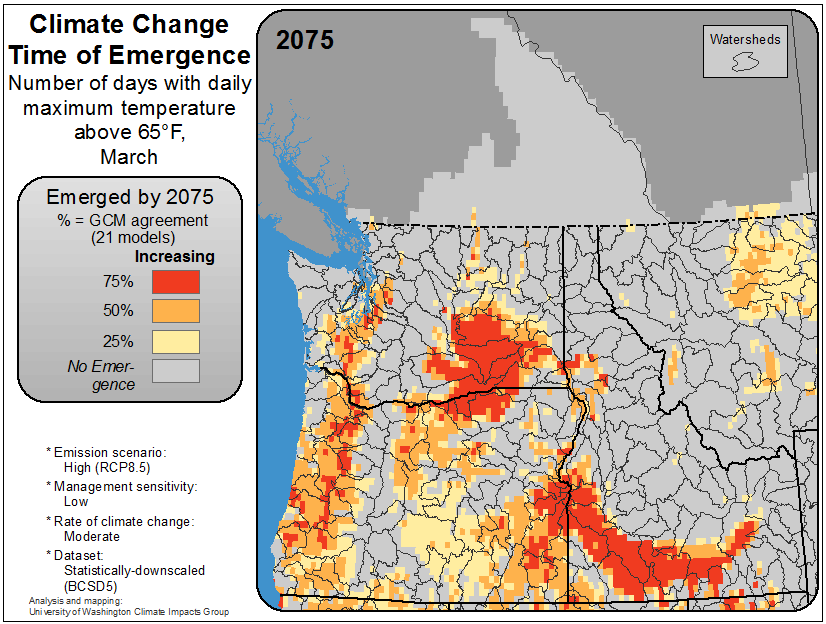 Climate Change
Time of Emergence
Number of days with daily
maximum temperature
above 65°F,
March
Emerged by 2075
% = GCM agreement
(21 models)
Increasing
75%
50%
25%
No Emer-
gence
* Emission scenario:
High (RCP8.5)
* Management sensitivity:
Low
* Rate of climate change:
Moderate
* Dataset:
Statistically-downscaled
(BCSD5)
Analysis and mapping:
University of Washington Climate Impacts Group
2075
Watersheds